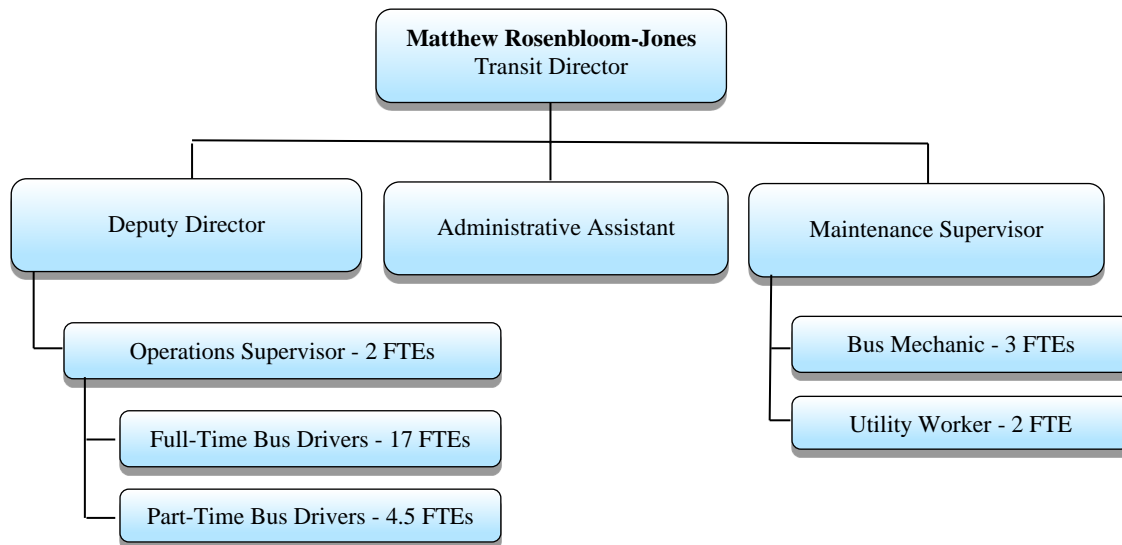 Matthew Rosenbloom-Jones
Transit Director
Deputy Director
Administrative Assistant
Maintenance Supervisor
Operations Supervisor - 2 FTEs
Full-Time Bus Drivers - 17 FTEs
Part-Time Bus Drivers - 4.5 FTEs
Bus Mechanic - 3 FTEs
Utility Worker - 2 FTE